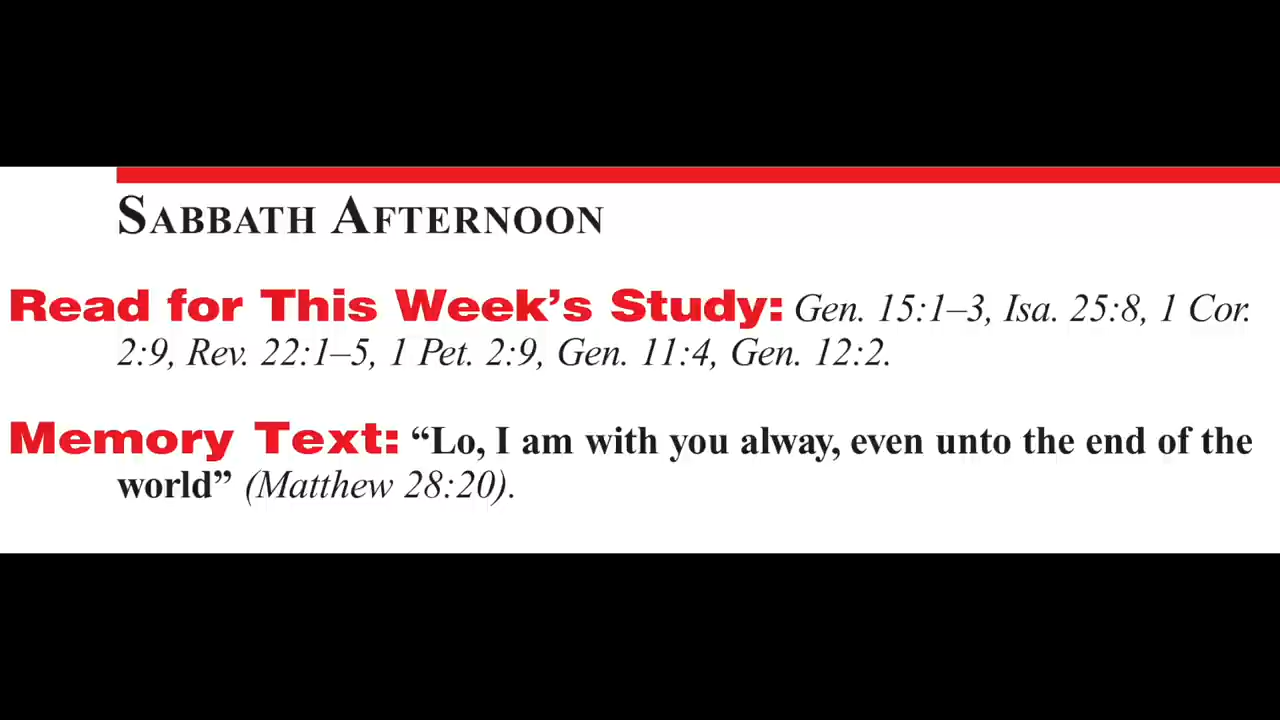 SABBATH AFTERNOON
Read for This Week’s Study: Gen. 15:1–3, Isa. 25:8, 1 Cor.
2:9, Rev. 22:1–5, 1 Pet. 2:9, Gen. 11:4, Gen. 12:2.
Memory Text: “Lo, I am with you alway, even unto the end of the
world” (Matthew 28:20).